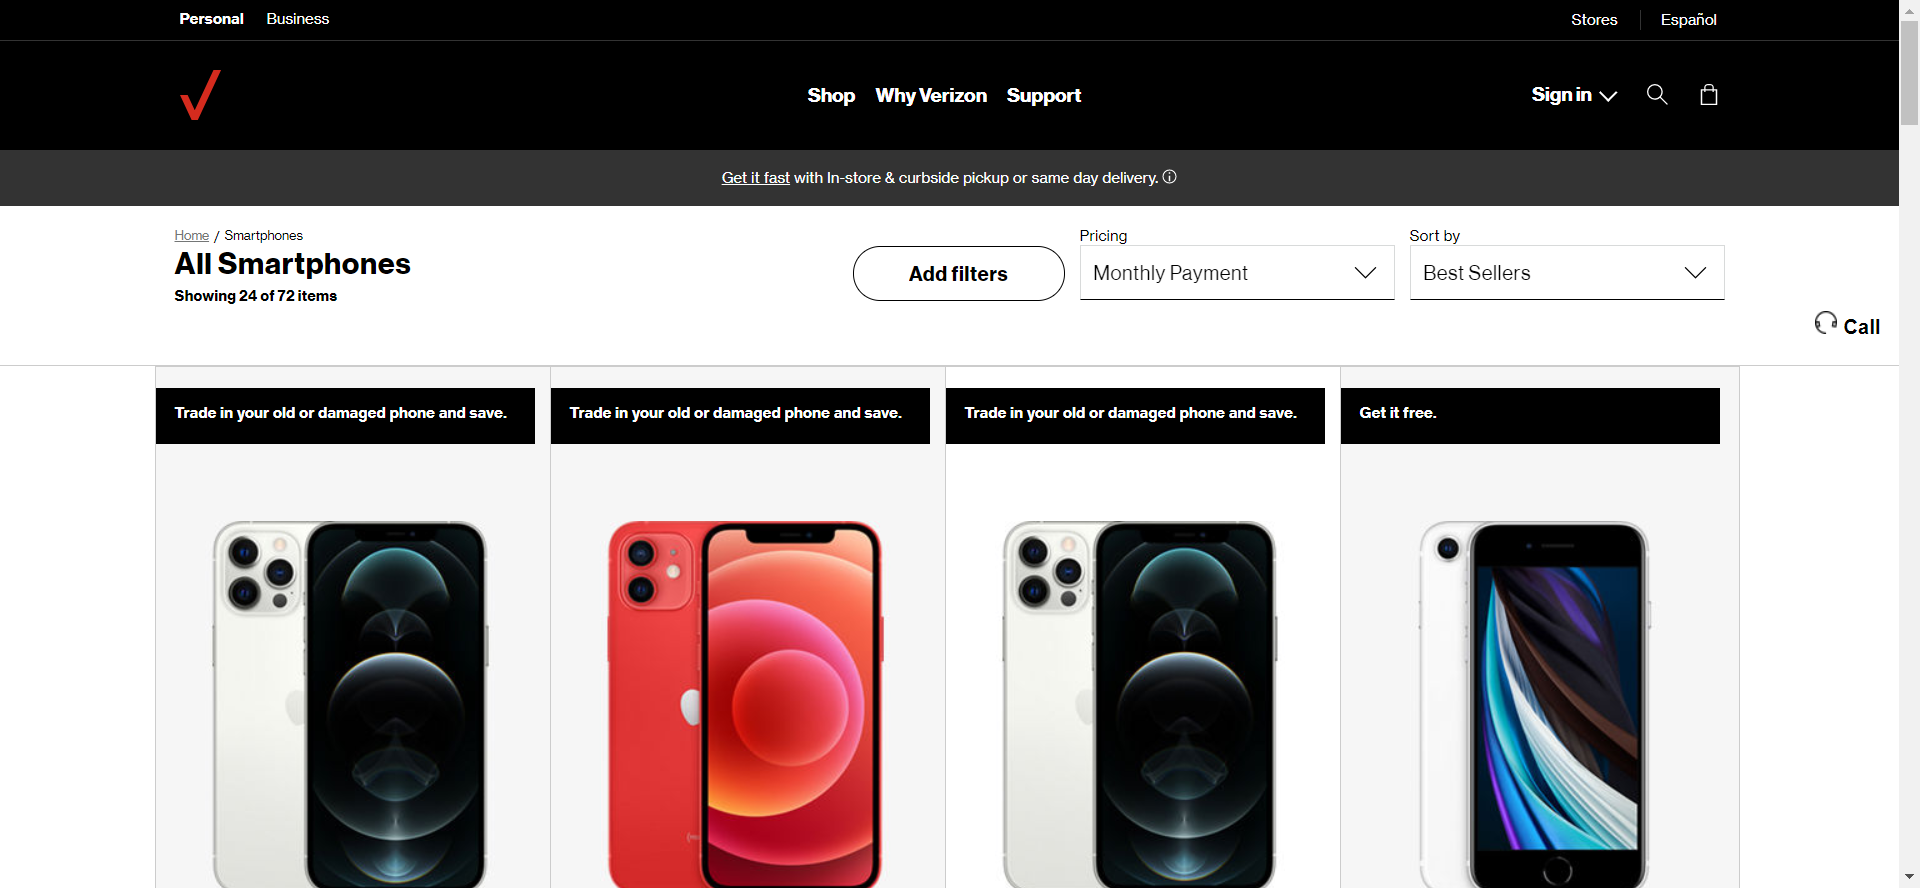 Personal Business
Stores Español
Shop Why Verizon Support
Sign in
Get it fast with In-store & curbside pickup or same day delivery.
Home / Smartphones
All Smartphones
Showing 24 of 72 items
Add filters
Pricing
Monthly Payment
Sort by
Best Sellers
Call
Trade in your old or damaged phone and save.
Trade in your old or damaged phone and save.
Trade in your old or damaged phone and save.
Get it free.